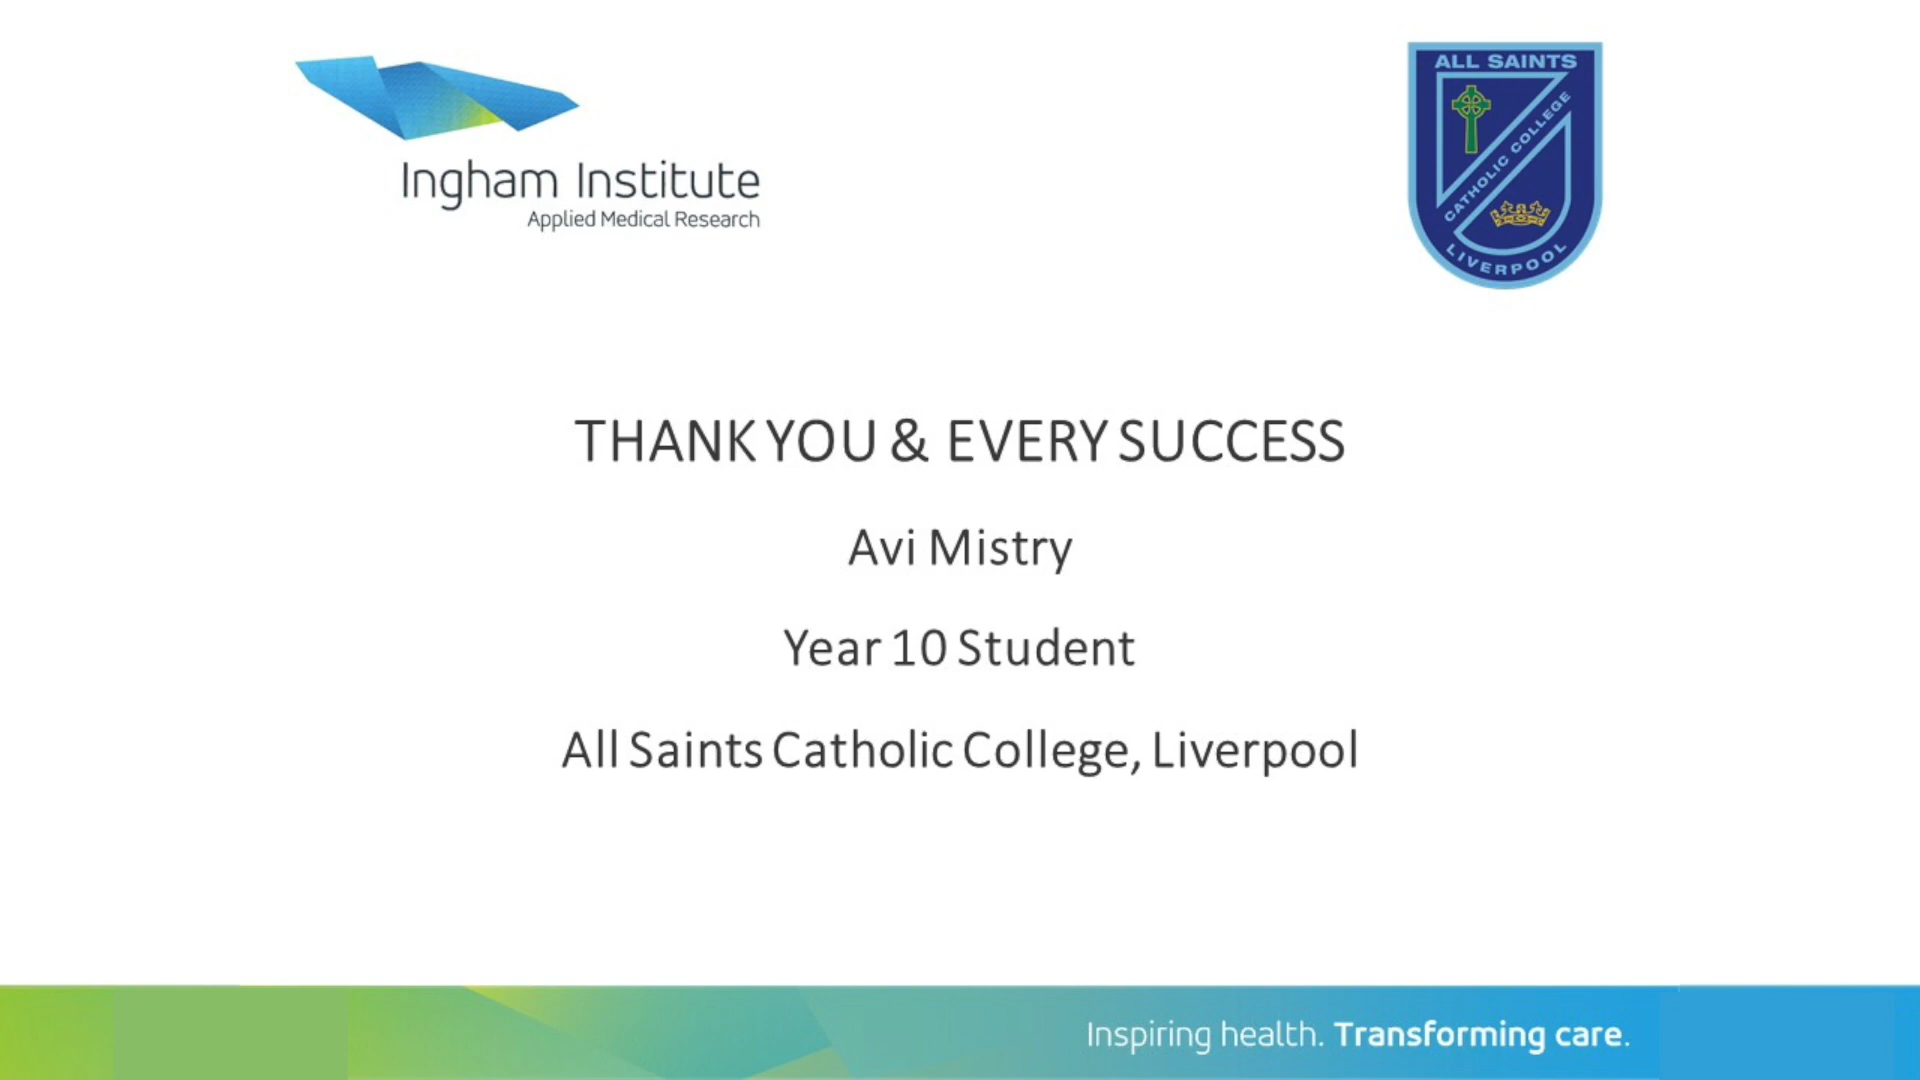 Ingham Institute
Applied Medical Research
ALL SAINTS
CATHOLIC COLLEGE
LIVERPOOL
THANK YOU & EVERY SUCCESS
Avi Mistry
Year 10 Student
All Saints Catholic College, Liverpool
Inspiring health. Transforming care.